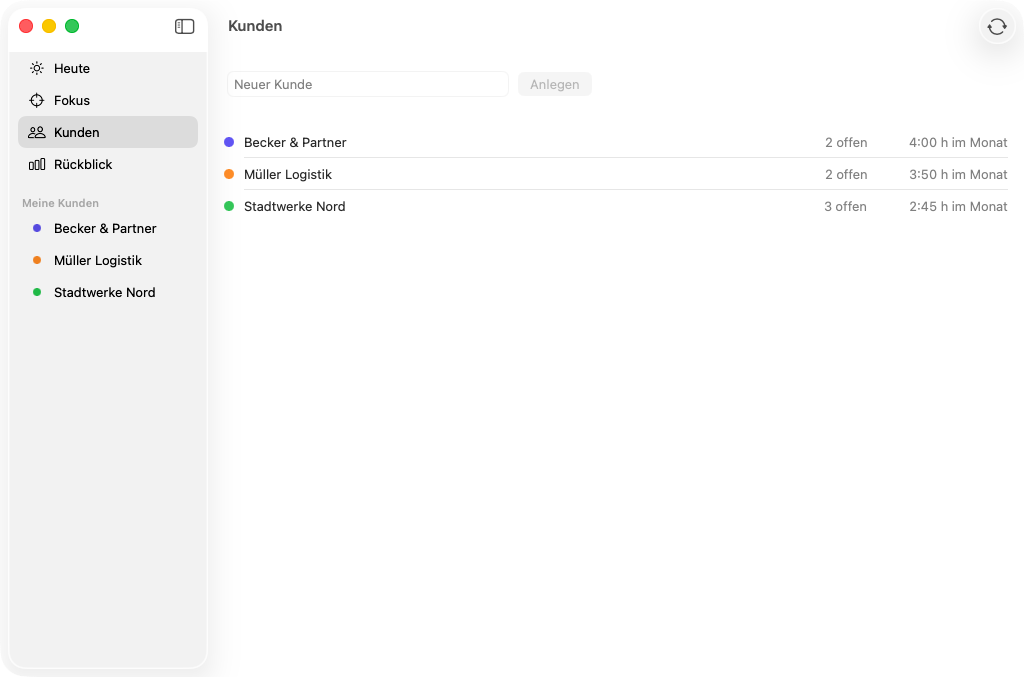 Kunden
Heute
Fokus
Kunden
Rückblick
Meine Kunden
Becker & Partner
Müller Logistik
Stadtwerke Nord
Neuer Kunde Anlegen
Becker & Partner 2 offen 4:00 h im Monat
Müller Logistik 2 offen 3:50 h im Monat
Stadtwerke Nord 3 offen 2:45 h im Monat